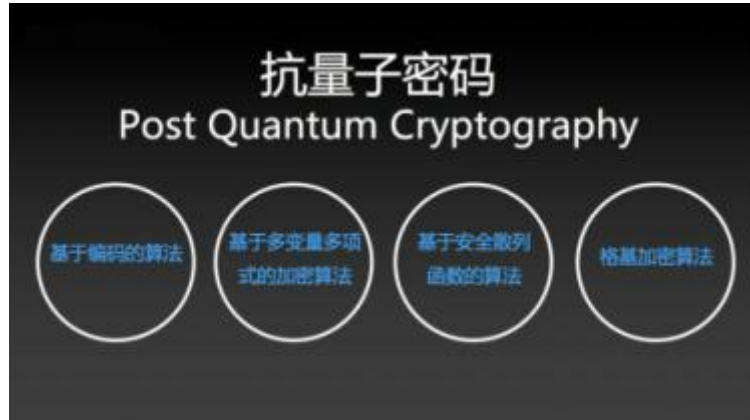 抗量子密码
Post Quantum Cryptography
基于编码的算法
基于多变量多项
式的加密算法
基于安全散列
函数的算法
格基加密算法